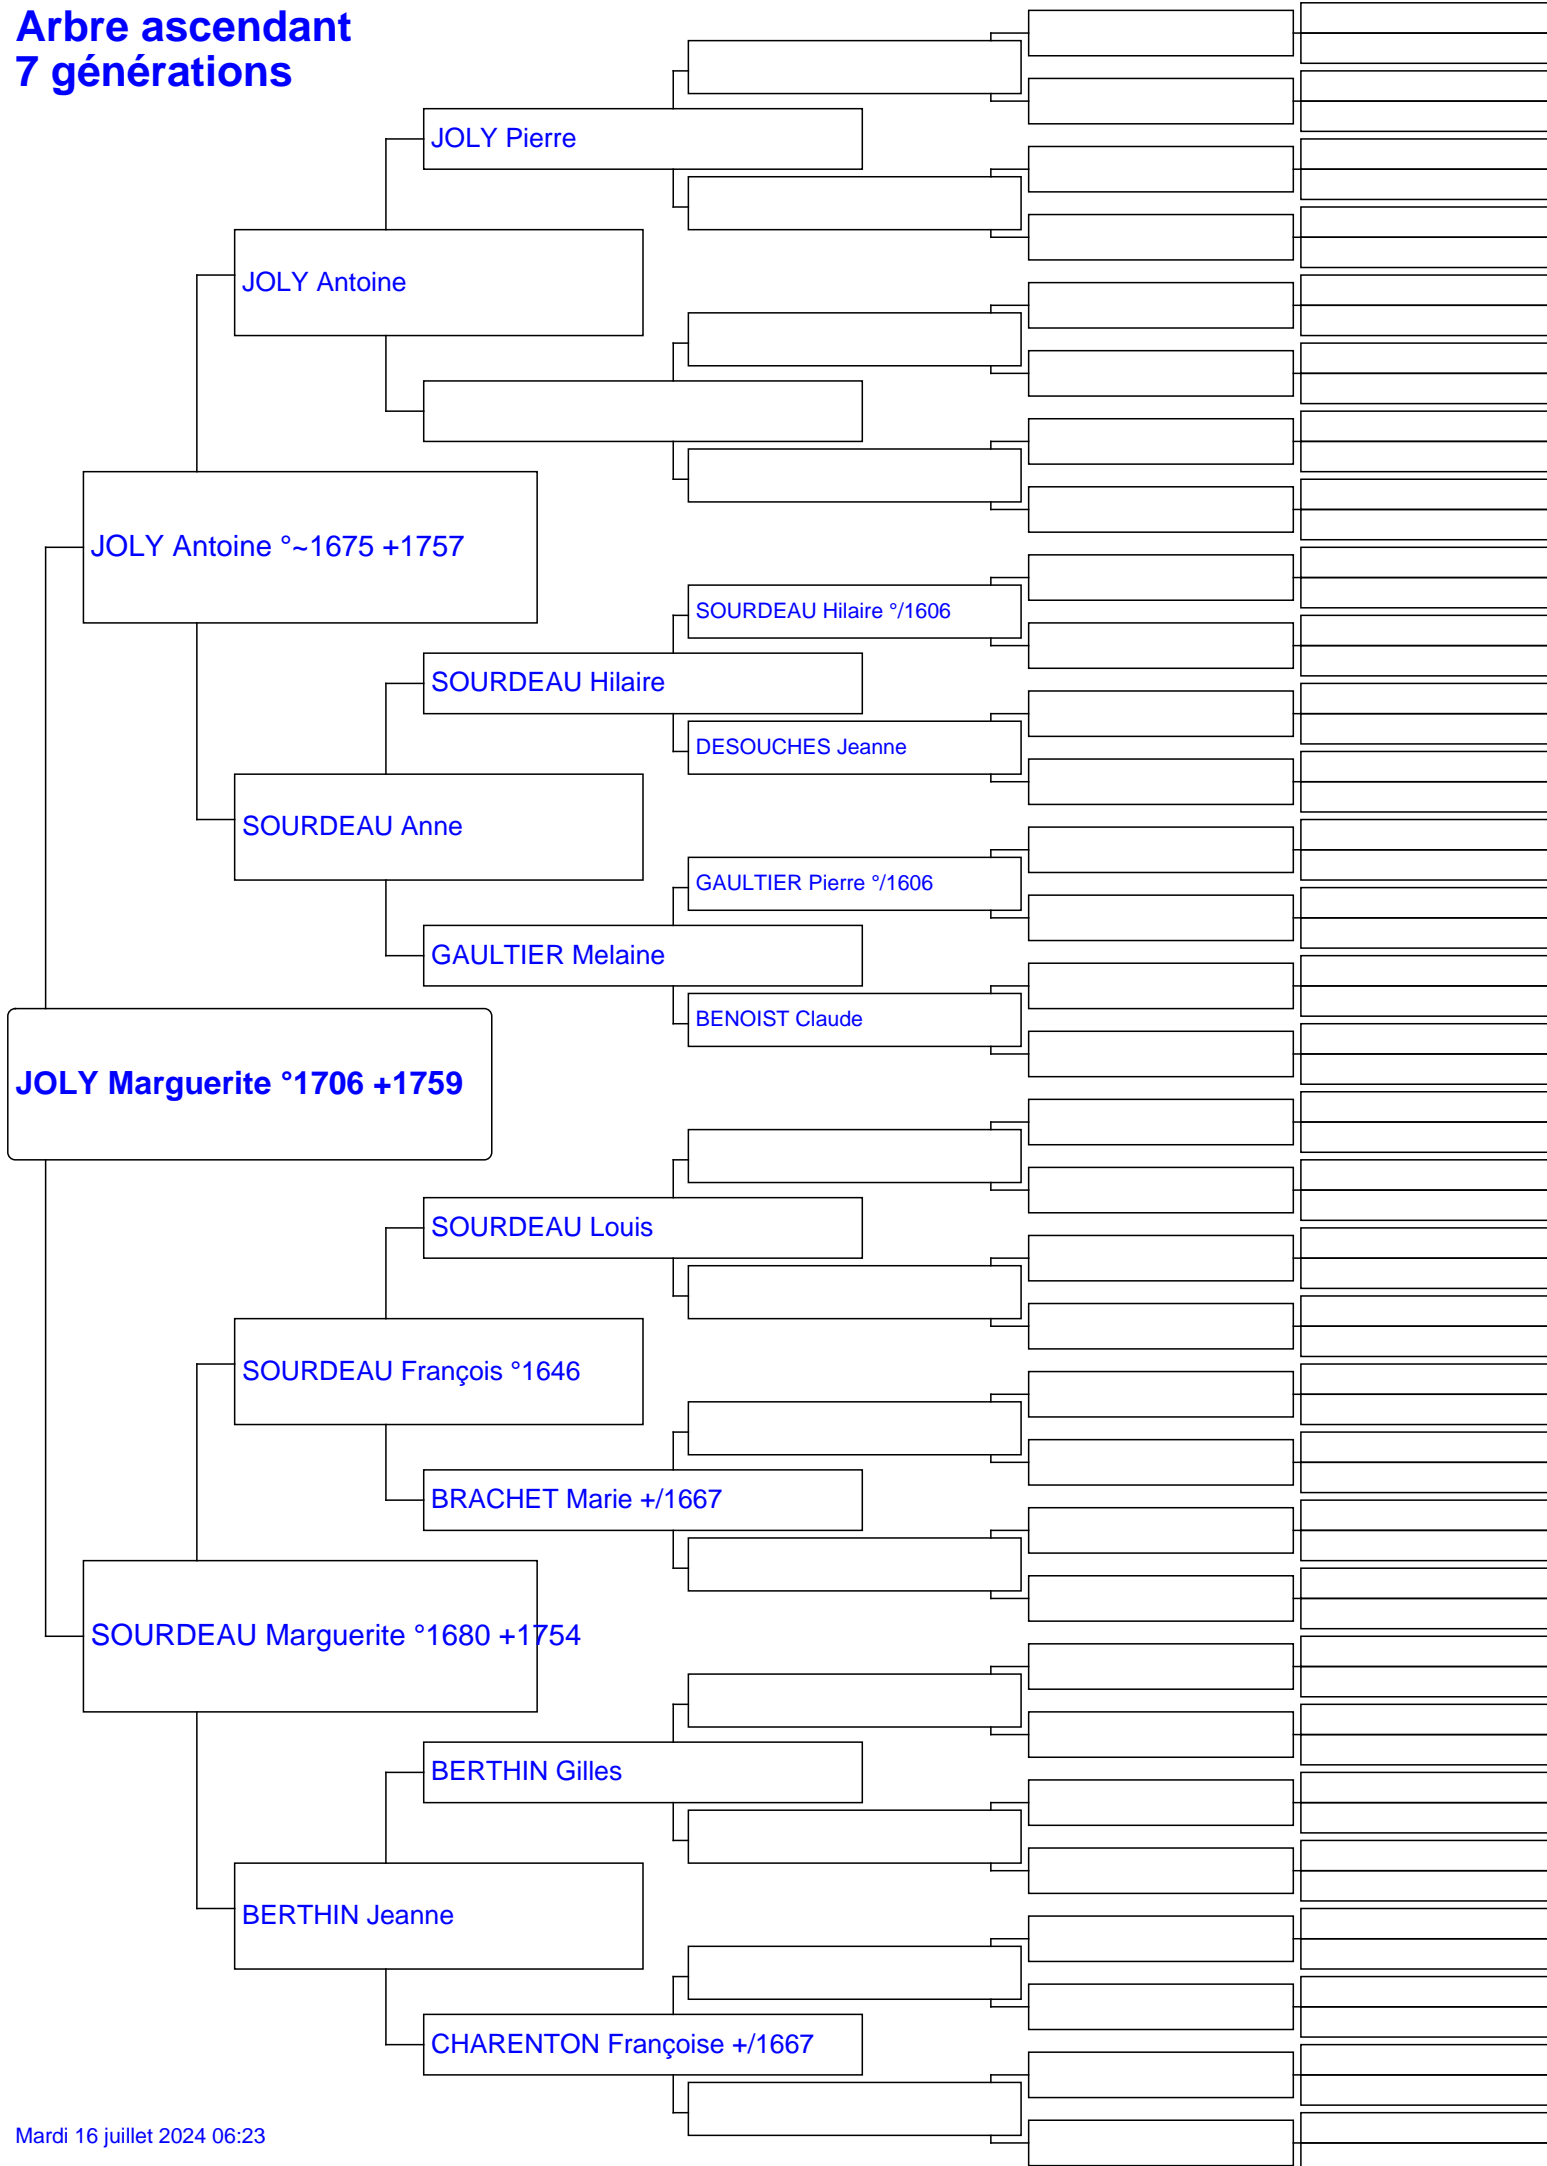 Arbre ascendant
7 générations
JOLY Pierre
JOLY Antoine
JOLY Antoine °~1675 +1757
SOURDEAU Hilaire °/1606
SOURDEAU Hilaire
DESOUCHES Jeanne
SOURDEAU Anne
GAULTIER Pierre °/1606
GAULTIER Melaine
BENOIST Claude
JOLY Marguerite °1706 +1759
SOURDEAU Louis
SOURDEAU François °1646
BRACHET Marie +/1667
SOURDEAU Marguerite °1680 +1754
BERTHIN Gilles
BERTHIN Jeanne
CHARENTON Françoise +/1667
Mardi 16 juillet 2024 06:23